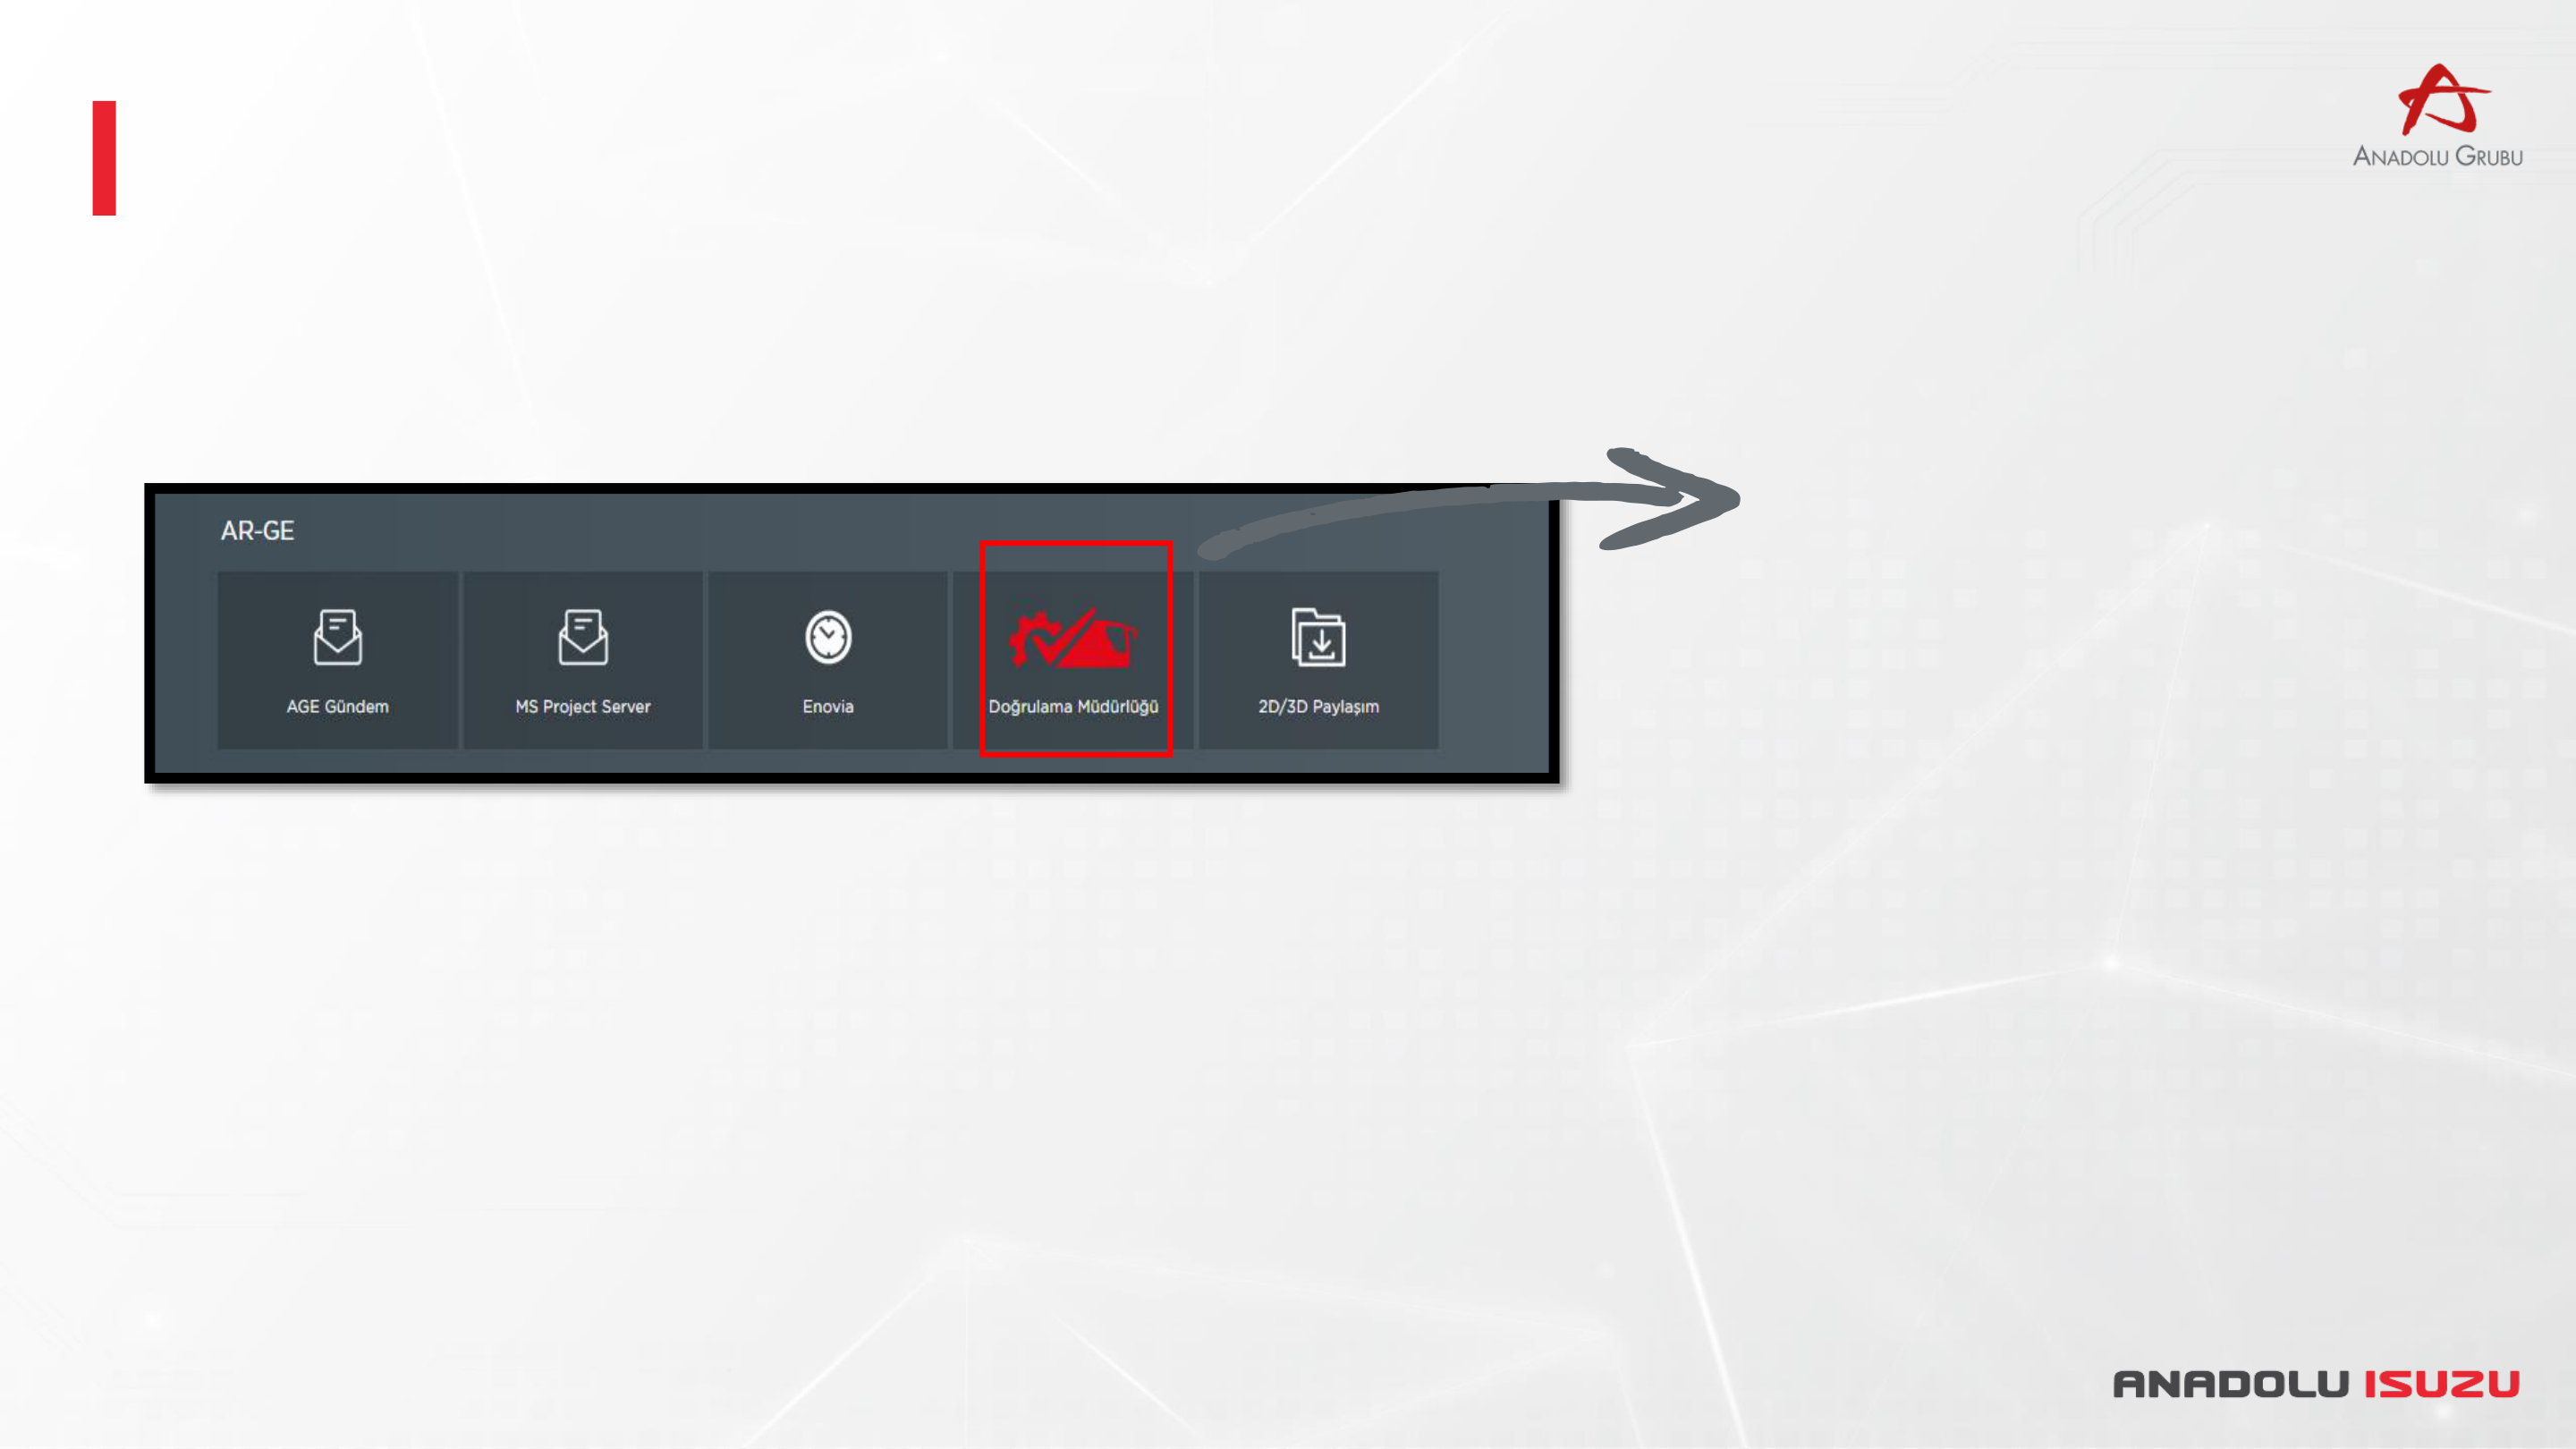 ANADOLU GRUBU
AR-GE
AGE Gündem
MS Project Server
Enovia
Doğrulama Müdürlüğü
2D/3D Paylaşım
ANADOLU ISUZU